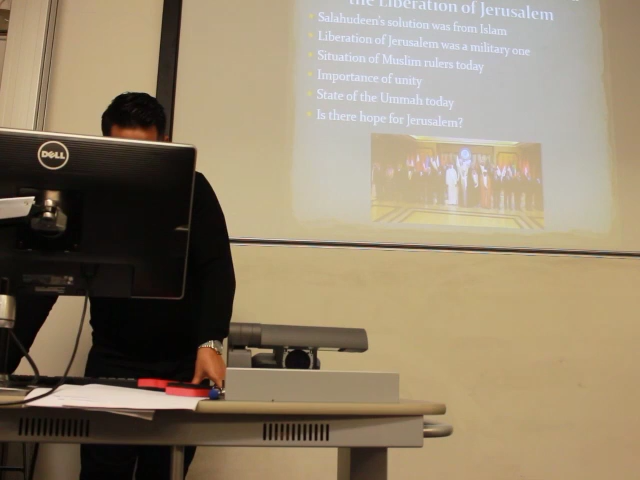 the Liberation of Jerusalem
Salahudeen's solution was from Islam
Liberation of Jerusalem was a military one
Situation of Muslim rulers today
Importance of unity
State of the Ummah today
Is there hope for Jerusalem?
DELL